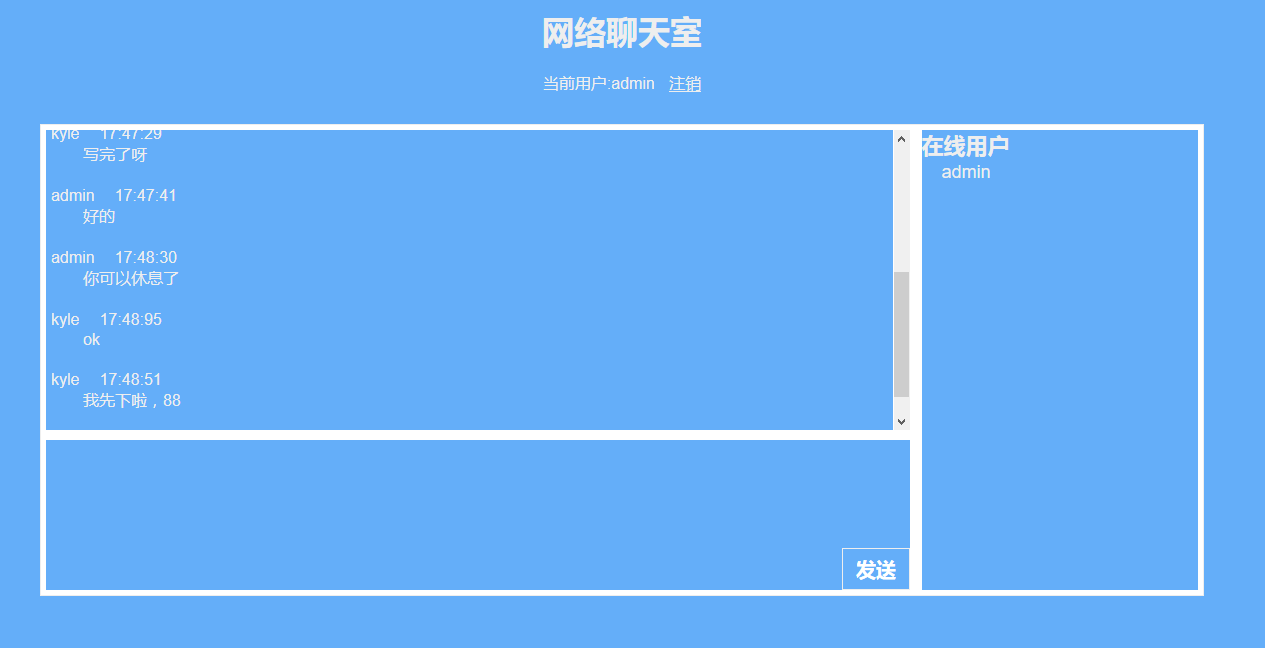 网络聊天室
当前用户:admin 注销
kyle 17:47:29
写完了呀
admin 17:47:41
好的
admin 17:48:30
你可以休息了
kyle 17:48:95
ok
kyle 17:48:51
我先下啦，88
在线用户
admin
发送